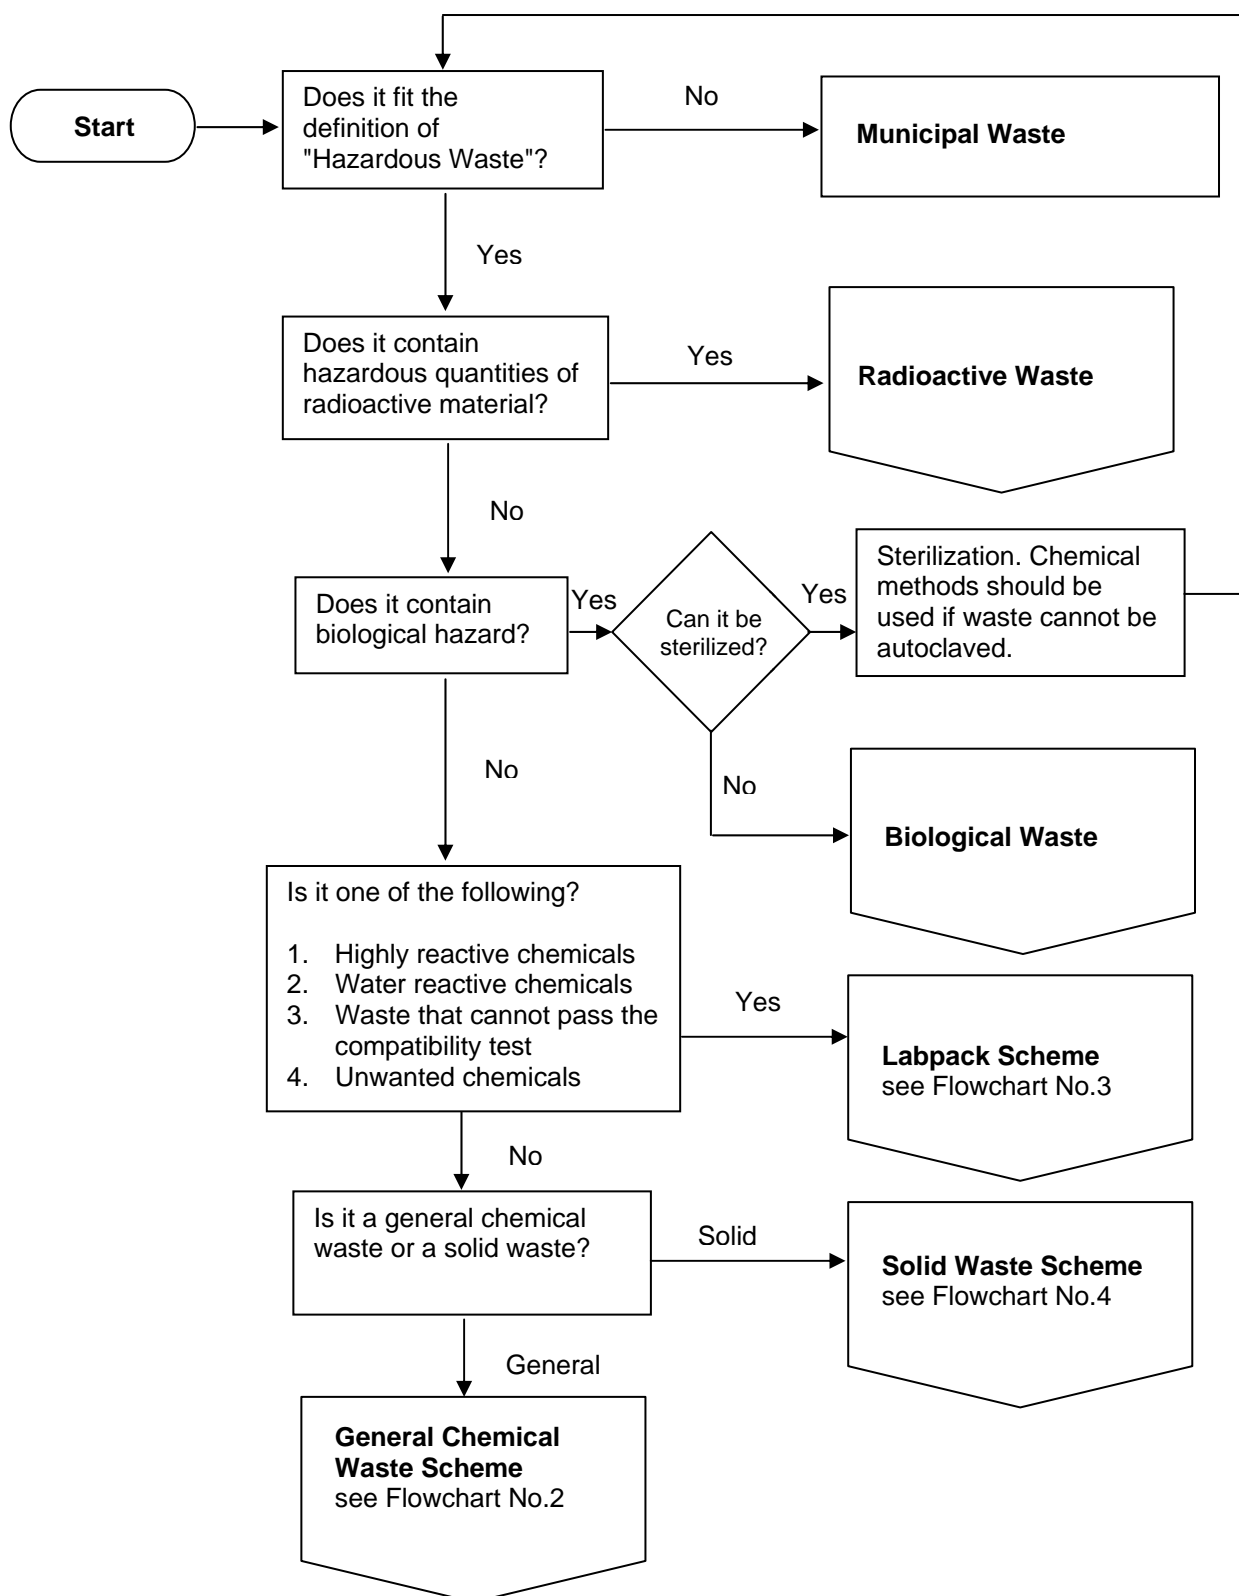 Start
Does it fit the
definition of
"Hazardous Waste"?
No
Municipal Waste
Yes
Does it contain
hazardous quantities of
radioactive material?
Yes
Radioactive Waste
No
Does it contain
biological hazard?
Yes
Can it be
sterilized?
Yes
Sterilization. Chemical
methods should be
used if waste cannot be
autoclaved.
No
No
Biological Waste
Is it one of the following?
1. Highly reactive chemicals
2. Water reactive chemicals
3. Waste that cannot pass the
compatibility test
4. Unwanted chemicals
Yes
Labpack Scheme
see Flowchart No.3
No
Is it a general chemical
waste or a solid waste?
Solid
Solid Waste Scheme
see Flowchart No.4
General
General Chemical
Waste Scheme
see Flowchart No.2